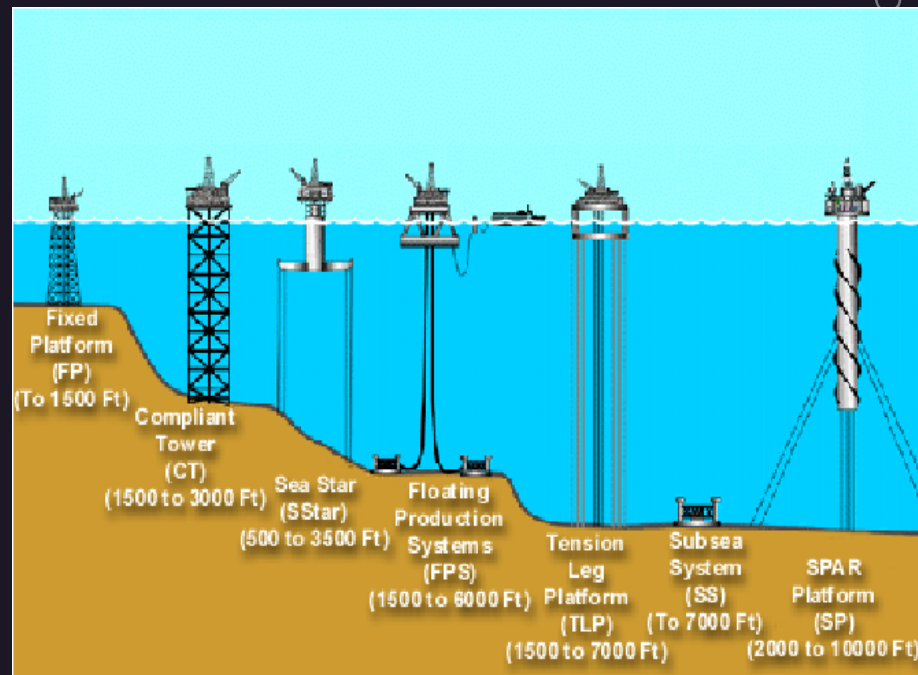 Fixed
Platform
(FP)
(To 1500 Ft)
Compliant
Tower
(CT)
(1500 to 3000 Ft)
Sea Star
(SStar)
(500 to 3500 Ft)
Floating
Production
Systems
(FPS)
(1500 to 6000 Ft)
Tension
Leg
Platform
(TLP)
(1500 to 7000 Ft)
Subsea
System
(SS)
(To 7000 Ft)
SPAR
Platform
(SP)
(2000 to 10000 Ft)